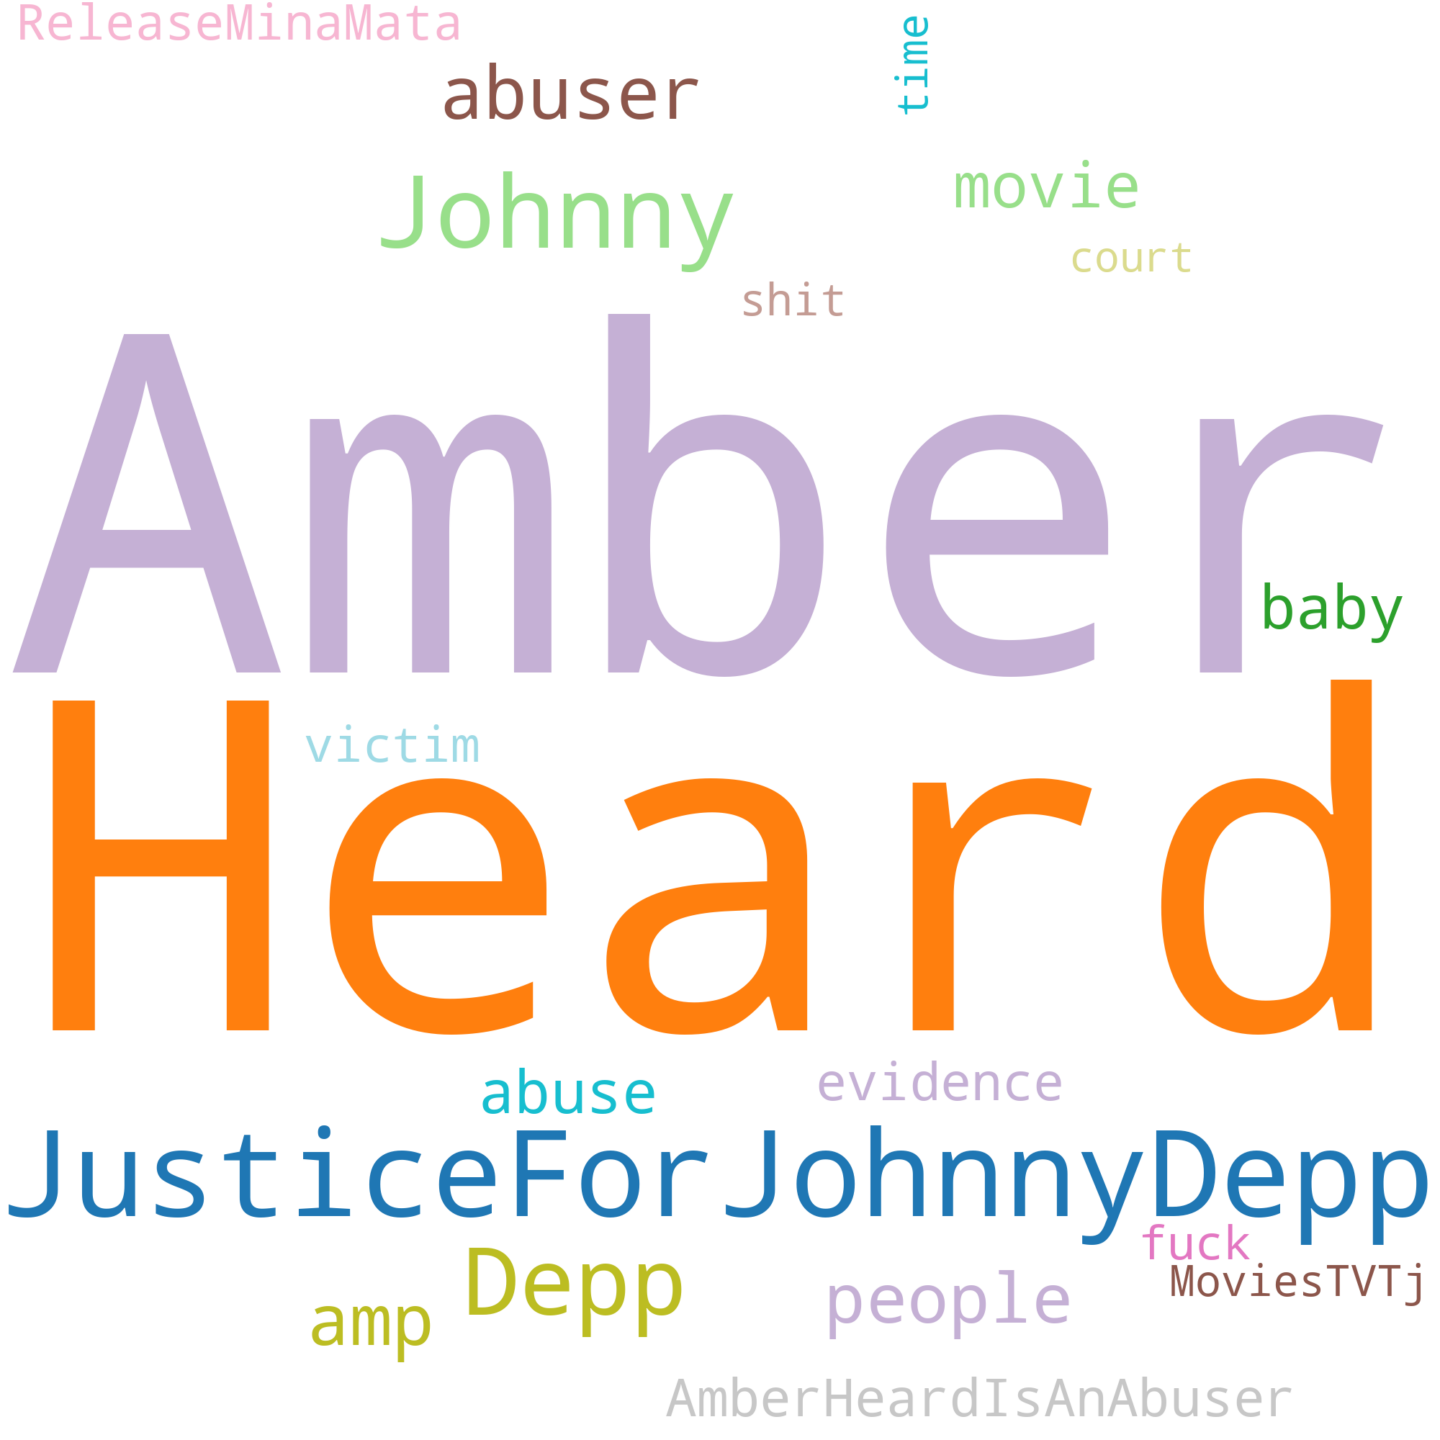 ReleaseMinaMata
time
abuser
Johnny
movie
court
shit
Amber
baby
Heard
victim
abuse
evidence
JusticeForJohnnyDepp
fuck
Depp
MoviesTVTj
people
amp
AmberHeardIsAnAbuser